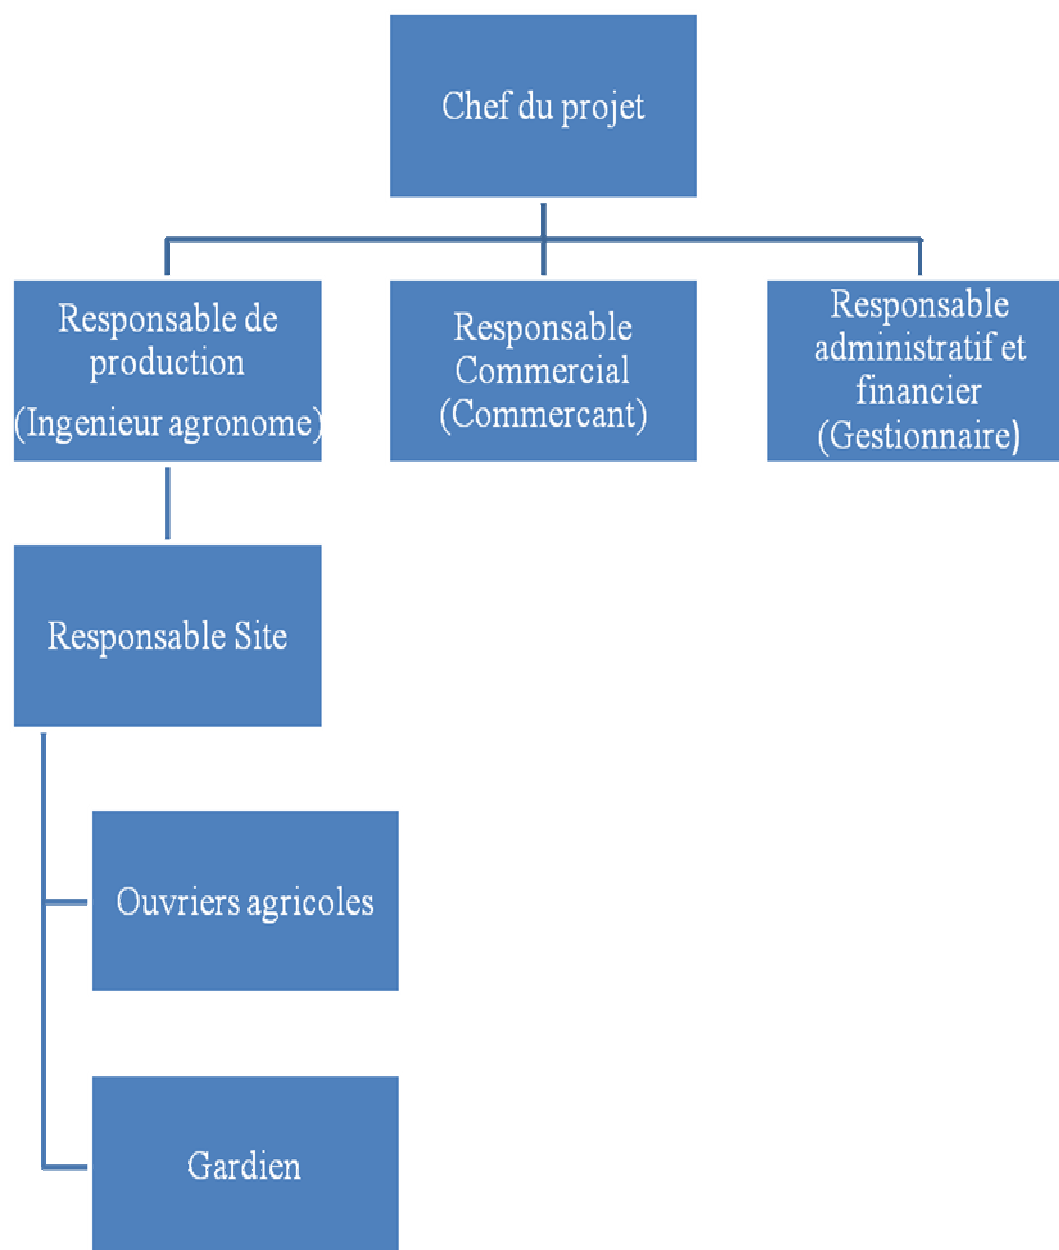 Chef du projet
Responsable de
production
(Ingenieur agronome)
Responsable
Commercial
(Commercant)
Responsable
administratif et
financier
(Gestionnaire)
Responsable Site
Ouvriers agricoles
Gardien